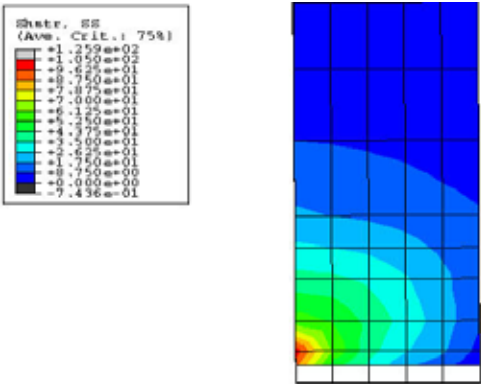 Shstr, SS
(Ave. Crit.: 75%)
+1.259e+02
+1.050e+02
+9.625e+01
+8.750e+01
+7.875e+01
+7.000e+01
+6.125e+01
+5.250e+01
+4.375e+01
+3.500e+01
+2.625e+01
+1.750e+01
+8.750e+00
+0.000e+00
-7.436e-01